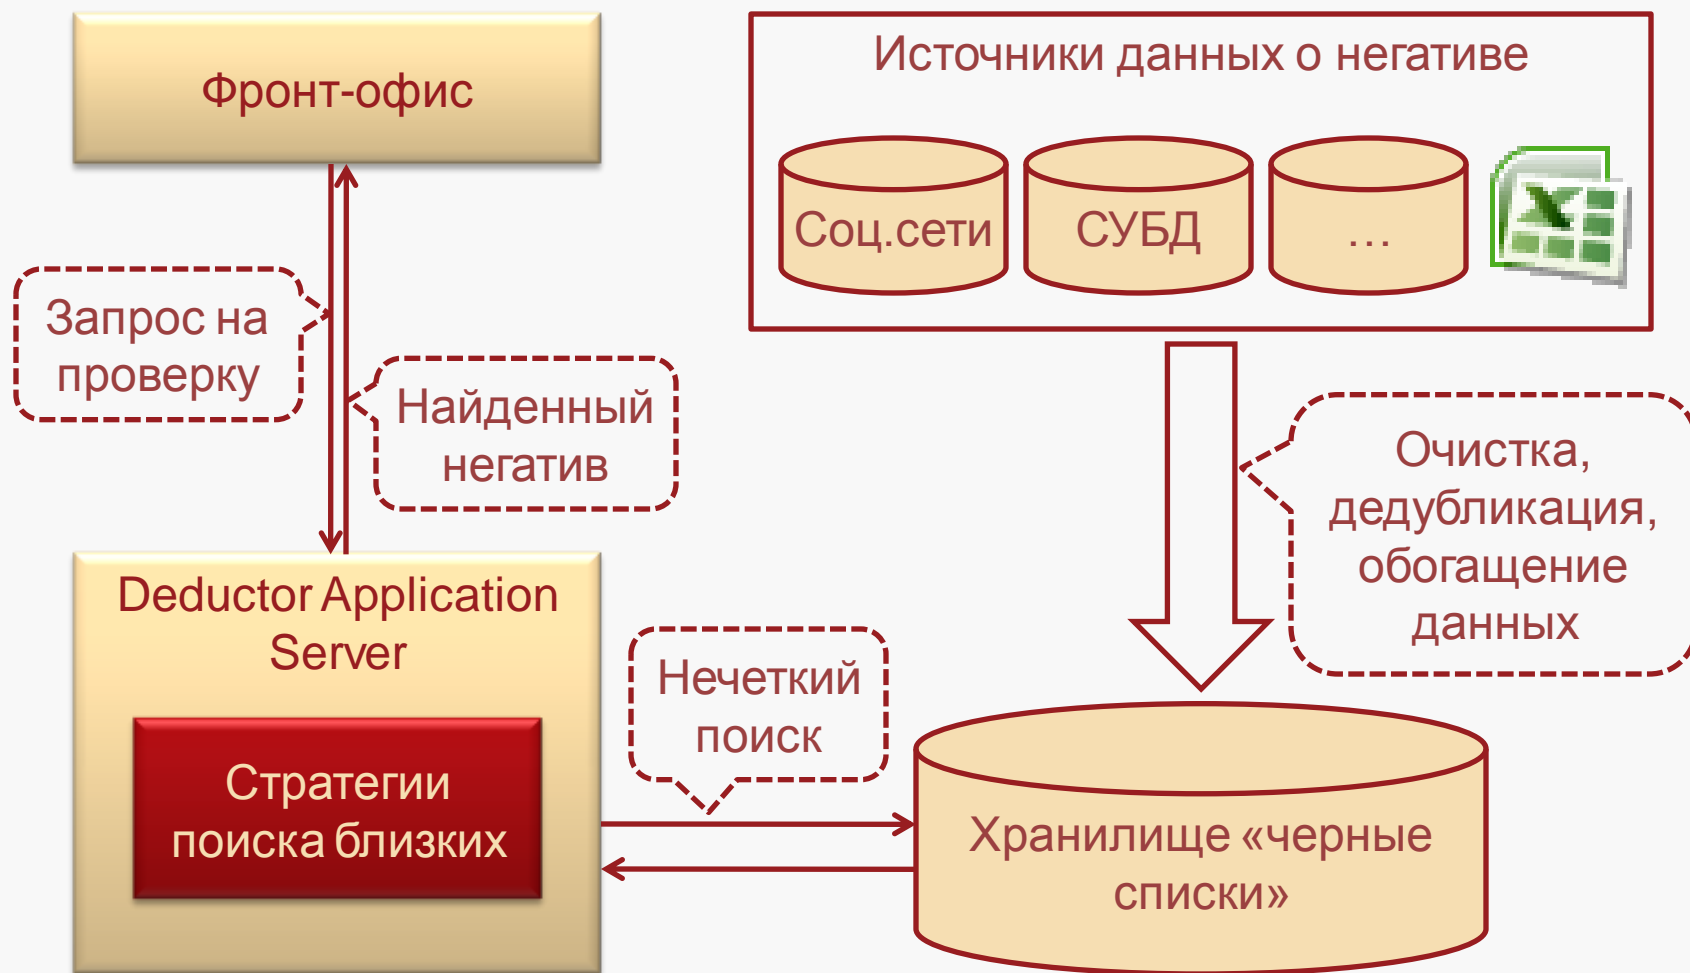 Фронт-офис
Источники данных о негативе
Соц.сети
СУБД
...
Запрос на
проверку
Найденный
негатив
Очистка,
дедубликация,
обогащение
данных
Deductor Application
Server
Стратегии
поиска близких
Нечеткий
поиск
Хранилище «черные
списки»